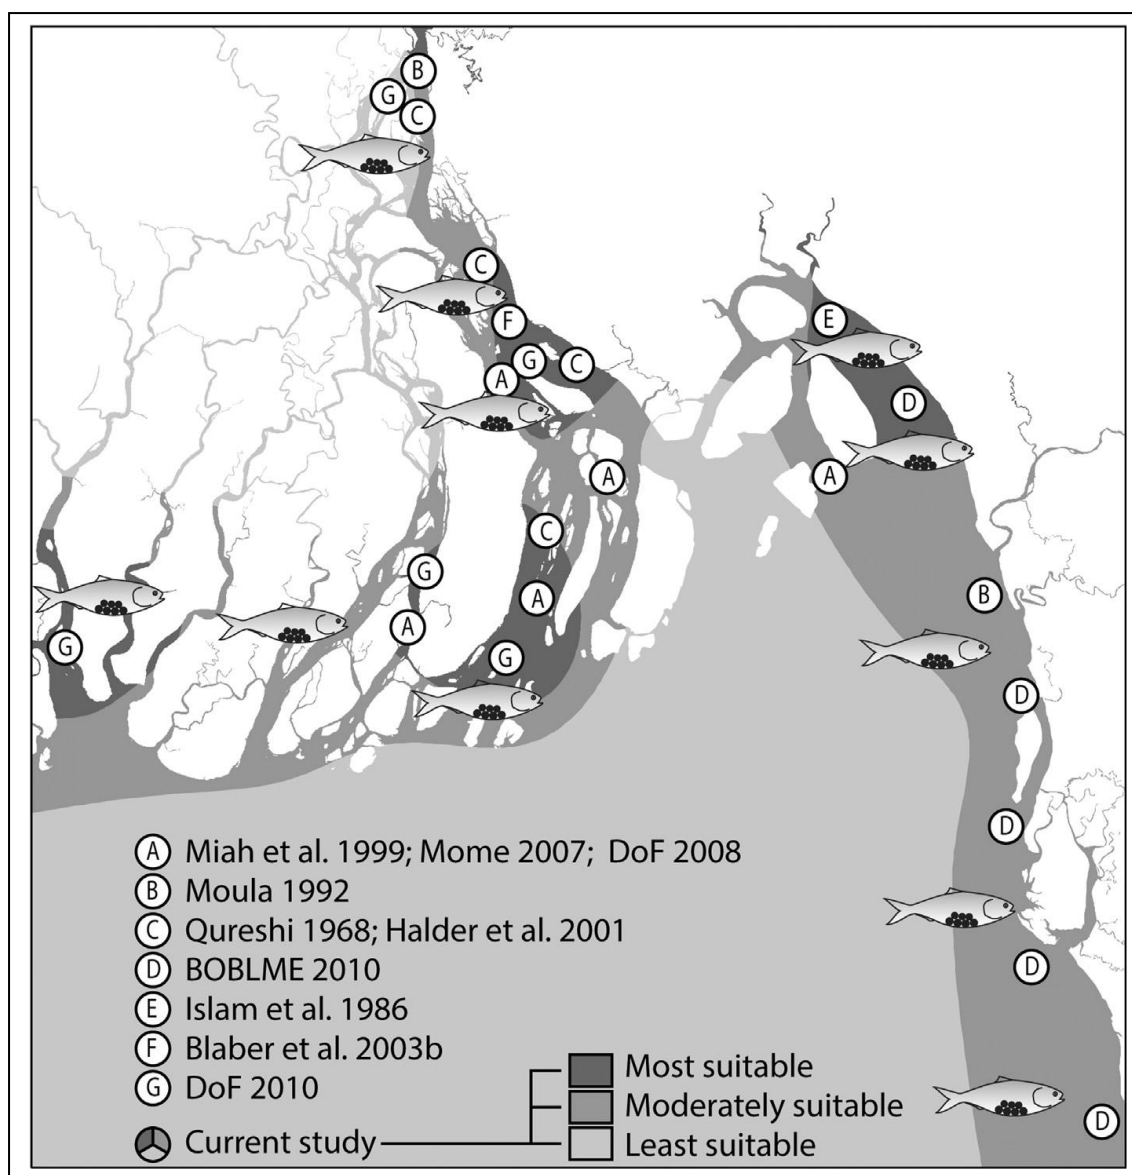 B
G
C
C
F
E
G
C
A
D
A
A
C
G
A
B
A
G
G
D
D
A Miah et al. 1999; Mome 2007; DoF 2008
B Moula 1992
C Qureshi 1968; Halder et al. 2001
D BOBLME 2010
D
E Islam et al. 1986
F Blaber et al. 2003b
G DoF 2010
Most suitable
Moderately suitable
D
Current study
Least suitable